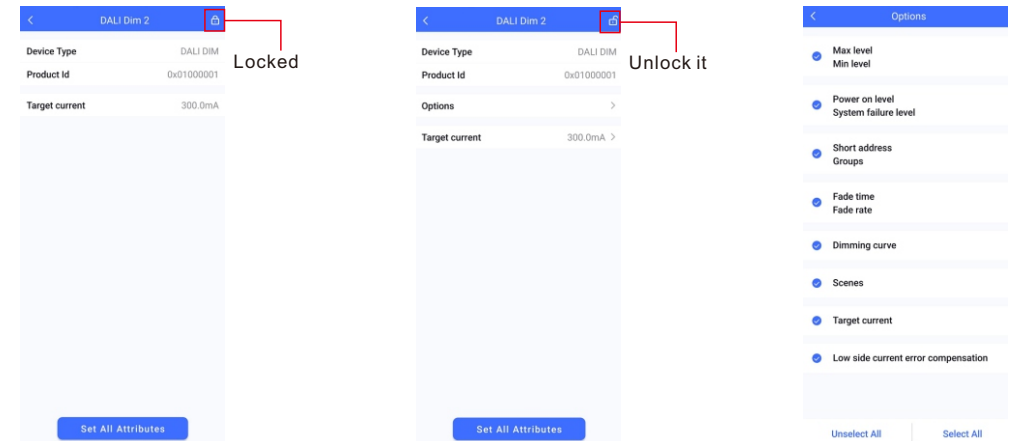 DALI Dim 2
Device Type DALI DIM
Product Id 0x01000001
Target current 300.0mA
Set All Attributes
Locked
DALI Dim 2
Device Type DALI DIM
Product Id 0x01000001
Options
Target current 300.0mA
Set All Attributes
Unlock it
Options
Max level
Min level
Power on level
System failure level
Short address
Groups
Fade time
Fade rate
Dimming curve
Scenes
Target current
Low side current error compensation
Unselect All Select All